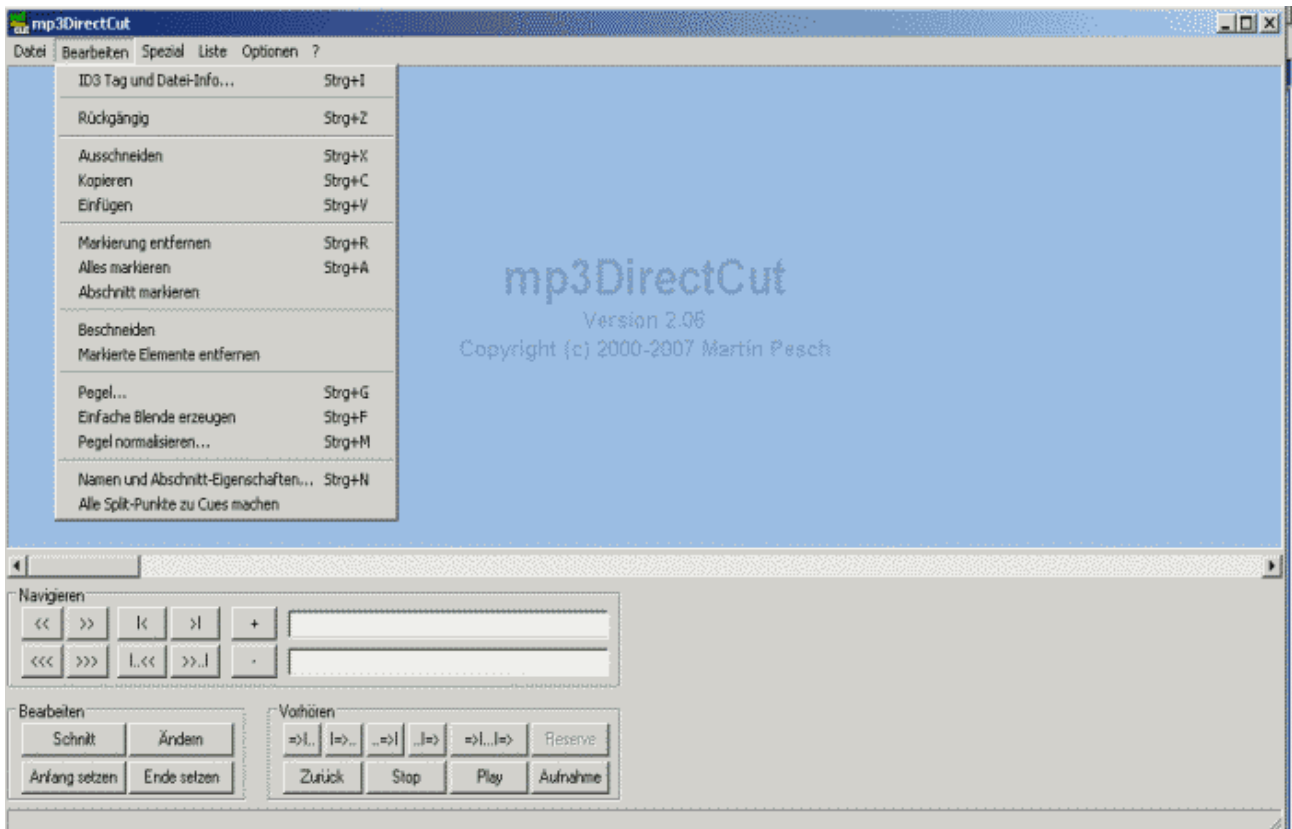 mp3DirectCut
Datei Bearbeiten Spezial Liste Optionen ?
ID3 Tag und Datei-Info... Strg+I
Rückgängig Strg+Z
Ausschneiden Strg+X
Kopieren Strg+C
Einfügen Strg+V
Markierung entfernen Strg+R
Alles markieren Strg+A
Abschnitt markieren
Beschneiden
Markierte Elemente entfernen
Pegel... Strg+G
Einfache Blende erzeugen Strg+F
Pegel normalisieren... Strg+M
Namen und Abschnitt-Eigenschaften... Strg+N
Alle Split-Punkte zu Cues machen
mp3DirectCut
Version 2.06
Copyright (c) 2000-2007 Martin Pesch
Navigieren
<< >> |< >| +
<<< >>> |..<< >>..| -
Bearbeiten
Schnitt Ändern
Anfang setzen Ende setzen
Vorhören
=>|.. |=>.. ..=>| ..|=> =>|...|=> Reserve
Zurück Stop Play Aufnahme